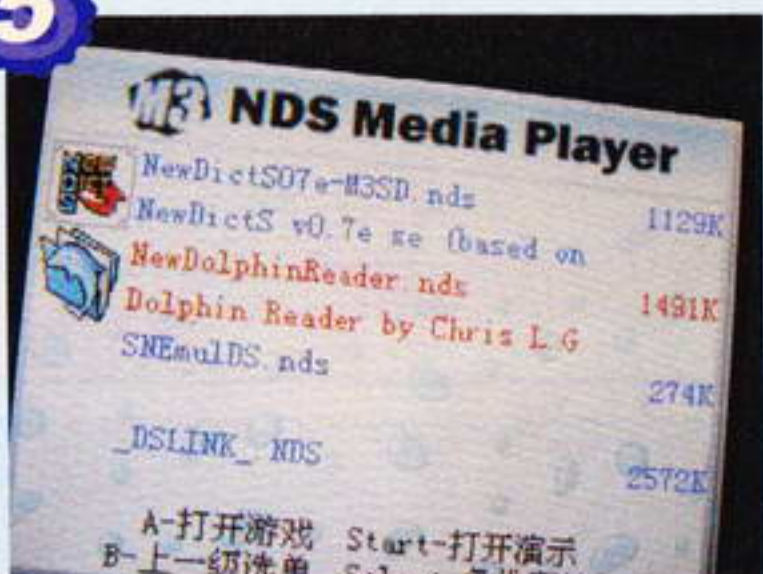 5
M3 NDS Media Player
NewDictS07e-M3SD.nds 1129K
NewDictS v0.7e se (based on
NewDolphinReader.nds 1491K
Dolphin Reader by Chris L G
SNEmulDS.nds 274K
_DSLINK_ NDS 2572K
A-打开游戏 Start-打开演示
B-上一级选单